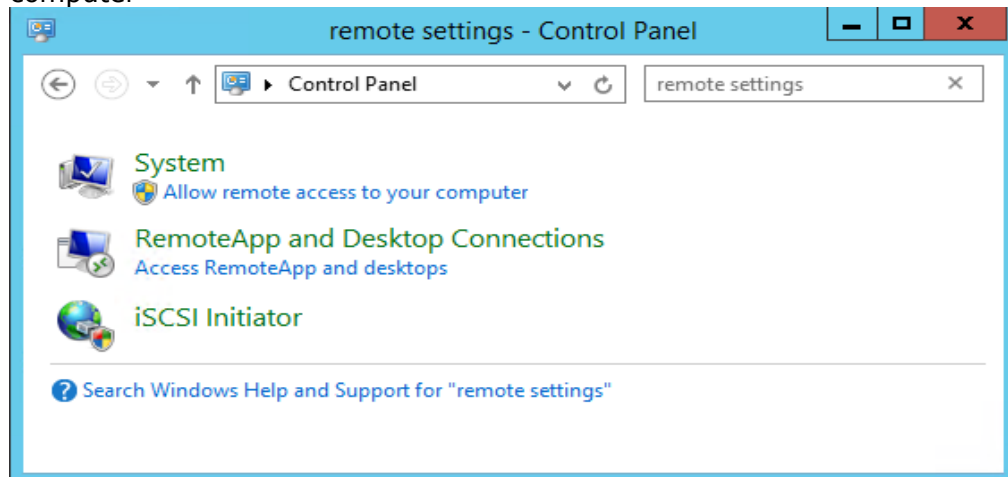 computer
remote settings - Control Panel
Control Panel
remote settings
System
Allow remote access to your computer
RemoteApp and Desktop Connections
Access RemoteApp and desktops
iSCSI Initiator
Search Windows Help and Support for "remote settings"